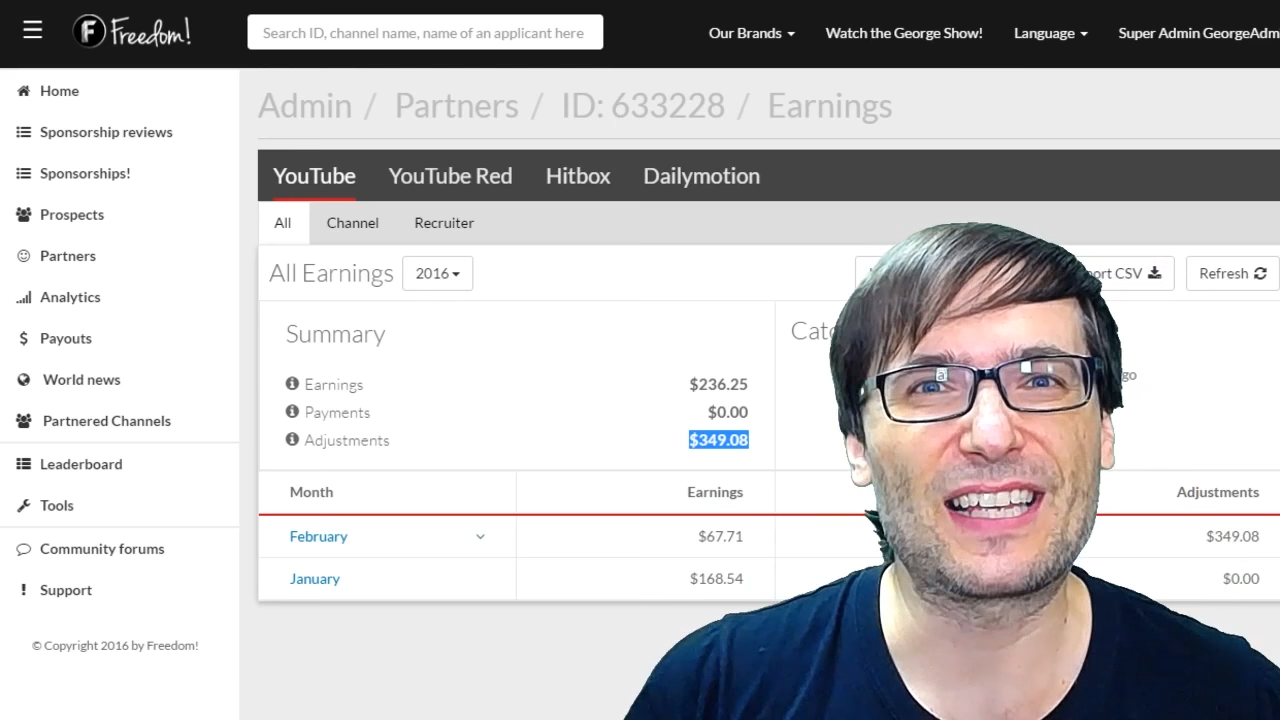 Freedom!
Search ID, channel name, name of an applicant here
Our Brands
Watch the George Show!
Language
Super Admin GeorgeAdm
Home
Sponsorship reviews
Sponsorships!
Prospects
Partners
Analytics
Payouts
World news
Partnered Channels
Leaderboard
Tools
Community forums
Support
© Copyright 2016 by Freedom!
Admin / Partners / ID: 633228 / Earnings
YouTube YouTube Red Hitbox Dailymotion
All Channel Recruiter
All Earnings 2016
CSV Refresh
Summary
Earnings $236.25
Payments $0.00
Adjustments $349.08
Month Earnings Adjustments
February $67.71 $349.08
January $168.54 $0.00